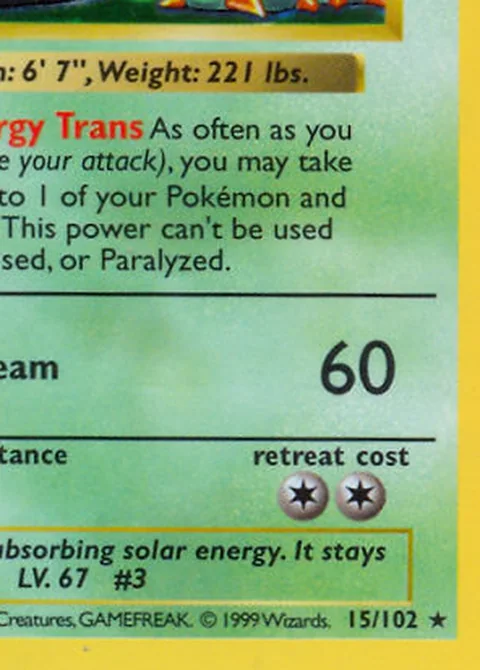 : 6' 7", Weight: 221 lbs.
rgy Trans As often as you
e your attack), you may take
to 1 of your Pokémon and
This power can't be used
sed, or Paralyzed.
eam 60
tance retreat cost
absorbing solar energy. It stays
LV. 67 #3
Creatures, GAMEFREAK. © 1999 Wizards. 15/102 ★